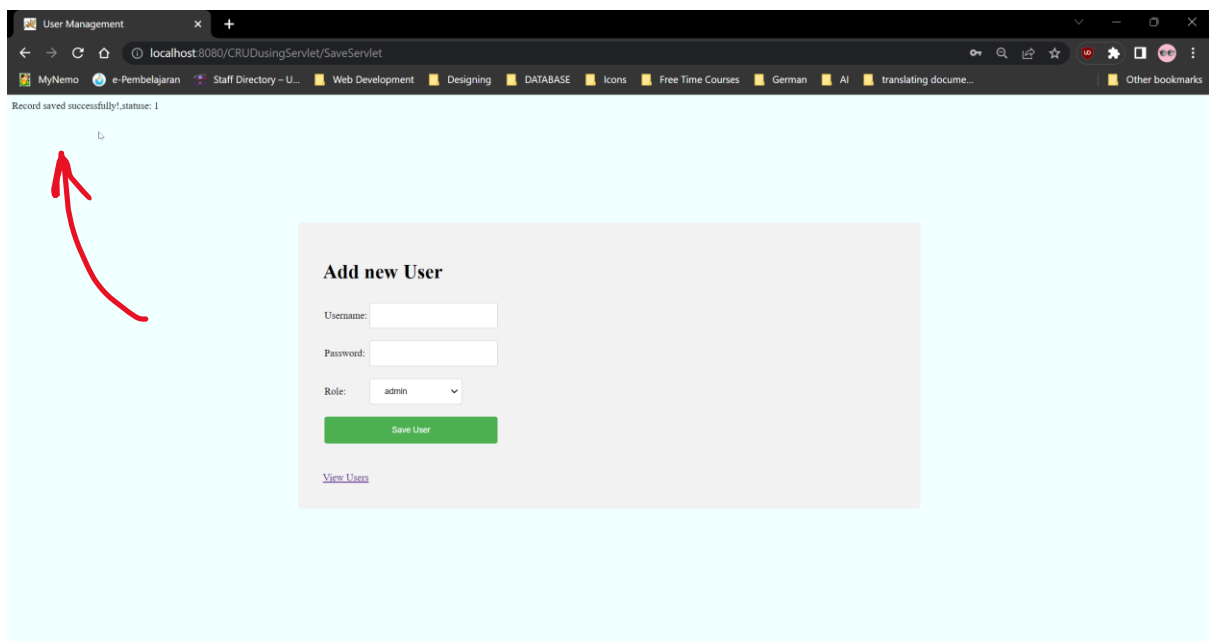 User Management
localhost:8080/CRUDusingServlet/SaveServlet
MyNemo e-Pembelajaran Staff Directory – U... Web Development Designing DATABASE Icons Free Time Courses German AI translating docume... Other bookmarks
Record saved successfully!,statuse: 1
Add new User
Username:
Password:
Role: admin
Save User
View Users